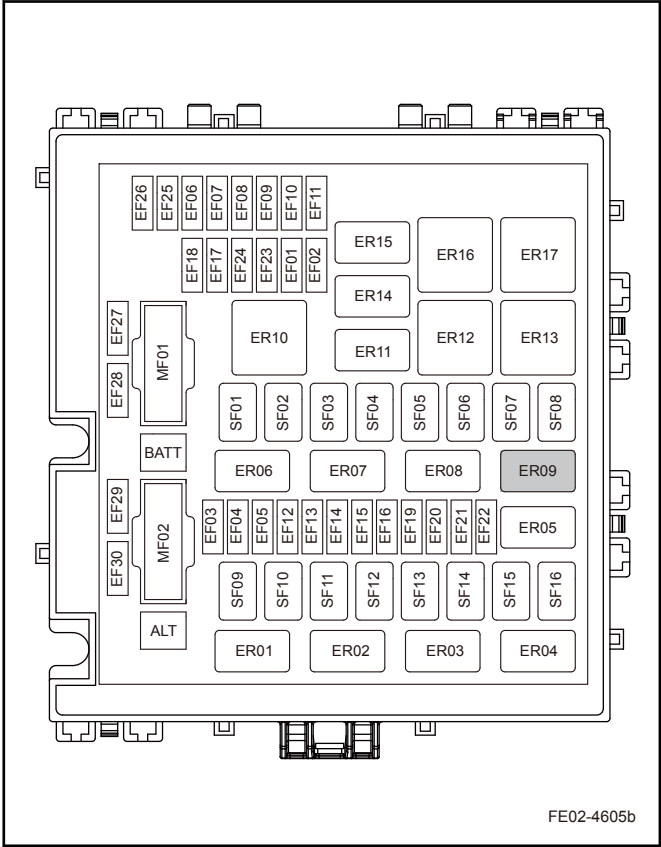 EF26 EF25 EF06 EF07 EF08 EF09 EF10 EF11
EF18 EF17 EF24 EF23 EF01 EF02
ER15 ER16 ER17
ER14
EF27 MF01 ER10 ER11 ER12 ER13
EF28
SF01 SF02 SF03 SF04 SF05 SF06 SF07 SF08
BATT
ER06 ER07 ER08 ER09
EF29 MF02 EF03 EF04 EF05 EF12 EF13 EF14 EF15 EF16 EF19 EF20 EF21 EF22 ER05
EF30
SF09 SF10 SF11 SF12 SF13 SF14 SF15 SF16
ALT
ER01 ER02 ER03 ER04
FE02-4605b